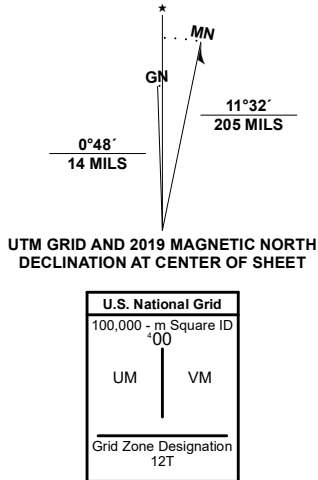 MN
GN
11°32´
205 MILS
0°48´
14 MILS
UTM GRID AND 2019 MAGNETIC NORTH
DECLINATION AT CENTER OF SHEET
U.S. National Grid
100,000 - m Square ID
⁴00
UM VM
Grid Zone Designation
12T